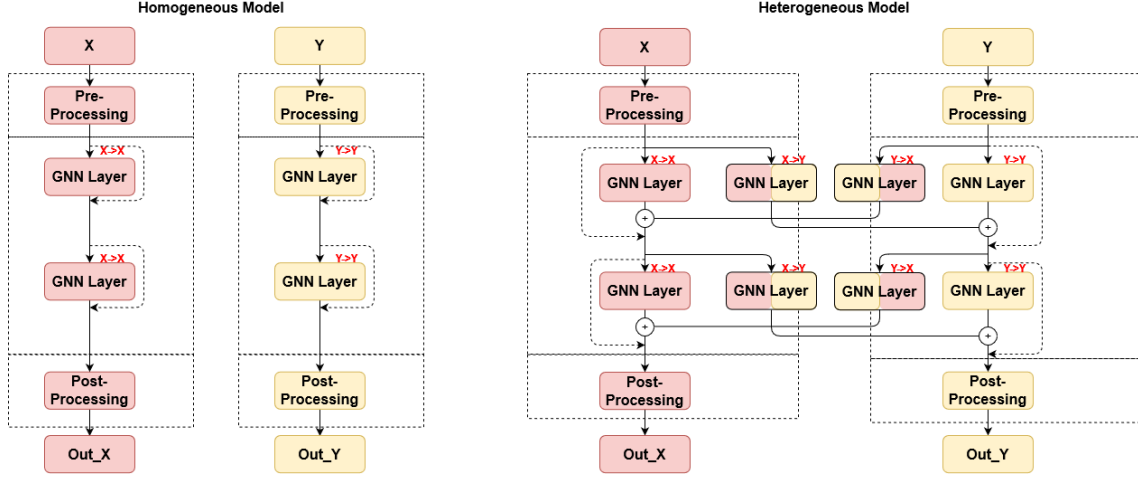 Homogeneous Model
Heterogeneous Model
X
Y
X
Y
Pre-
Processing
Pre-
Processing
Pre-
Processing
Pre-
Processing
X->X
Y->Y
X->X
X->Y
Y->X
Y->Y
GNN Layer
GNN Layer
GNN Layer
GNN Layer
GNN Layer
GNN Layer
+
+
X->X
Y->Y
X->X
X->Y
Y->X
Y->Y
GNN Layer
GNN Layer
GNN Layer
GNN Layer
GNN Layer
GNN Layer
+
+
Post-
Processing
Post-
Processing
Post-
Processing
Post-
Processing
Out_X
Out_Y
Out_X
Out_Y